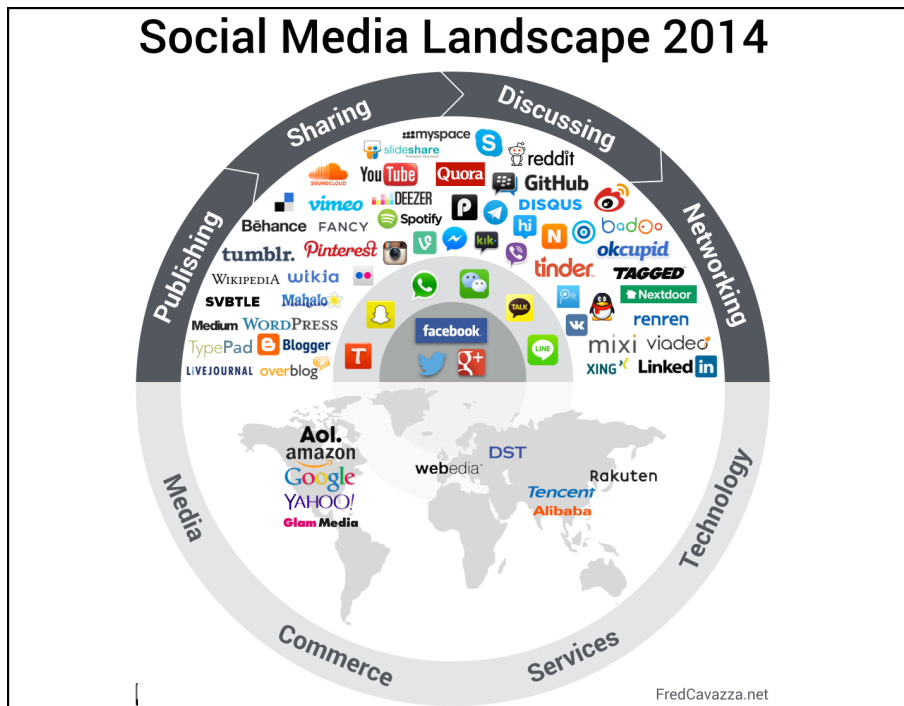 Social Media Landscape 2014
Publishing
Sharing
Discussing
Networking
myspace
slideshare
reddit
SOUNDCLOUD
YouTube
Quora
GitHub
vimeo
DEEZER
DISQUS
Spotify
hi
badoo
Bēhance
FANCY
N
okcupid
tumblr.
Pinterest
kik
tinder
TAGGED
WIKIPEDIA
wikia
SVBTLE
Mahalo
TALK
Nextdoor
Medium
WORDPRESS
facebook
VK
renren
TypePad
Blogger
T
g+
LINE
mixi
viadeo
LIVEJOURNAL
overblog
XING
Linked in
Aol.
amazon
Google
YAHOO!
Glam Media
webedia
DST
Rakuten
Tencent
Alibaba
Media
Technology
Commerce
Services
FredCavazza.net